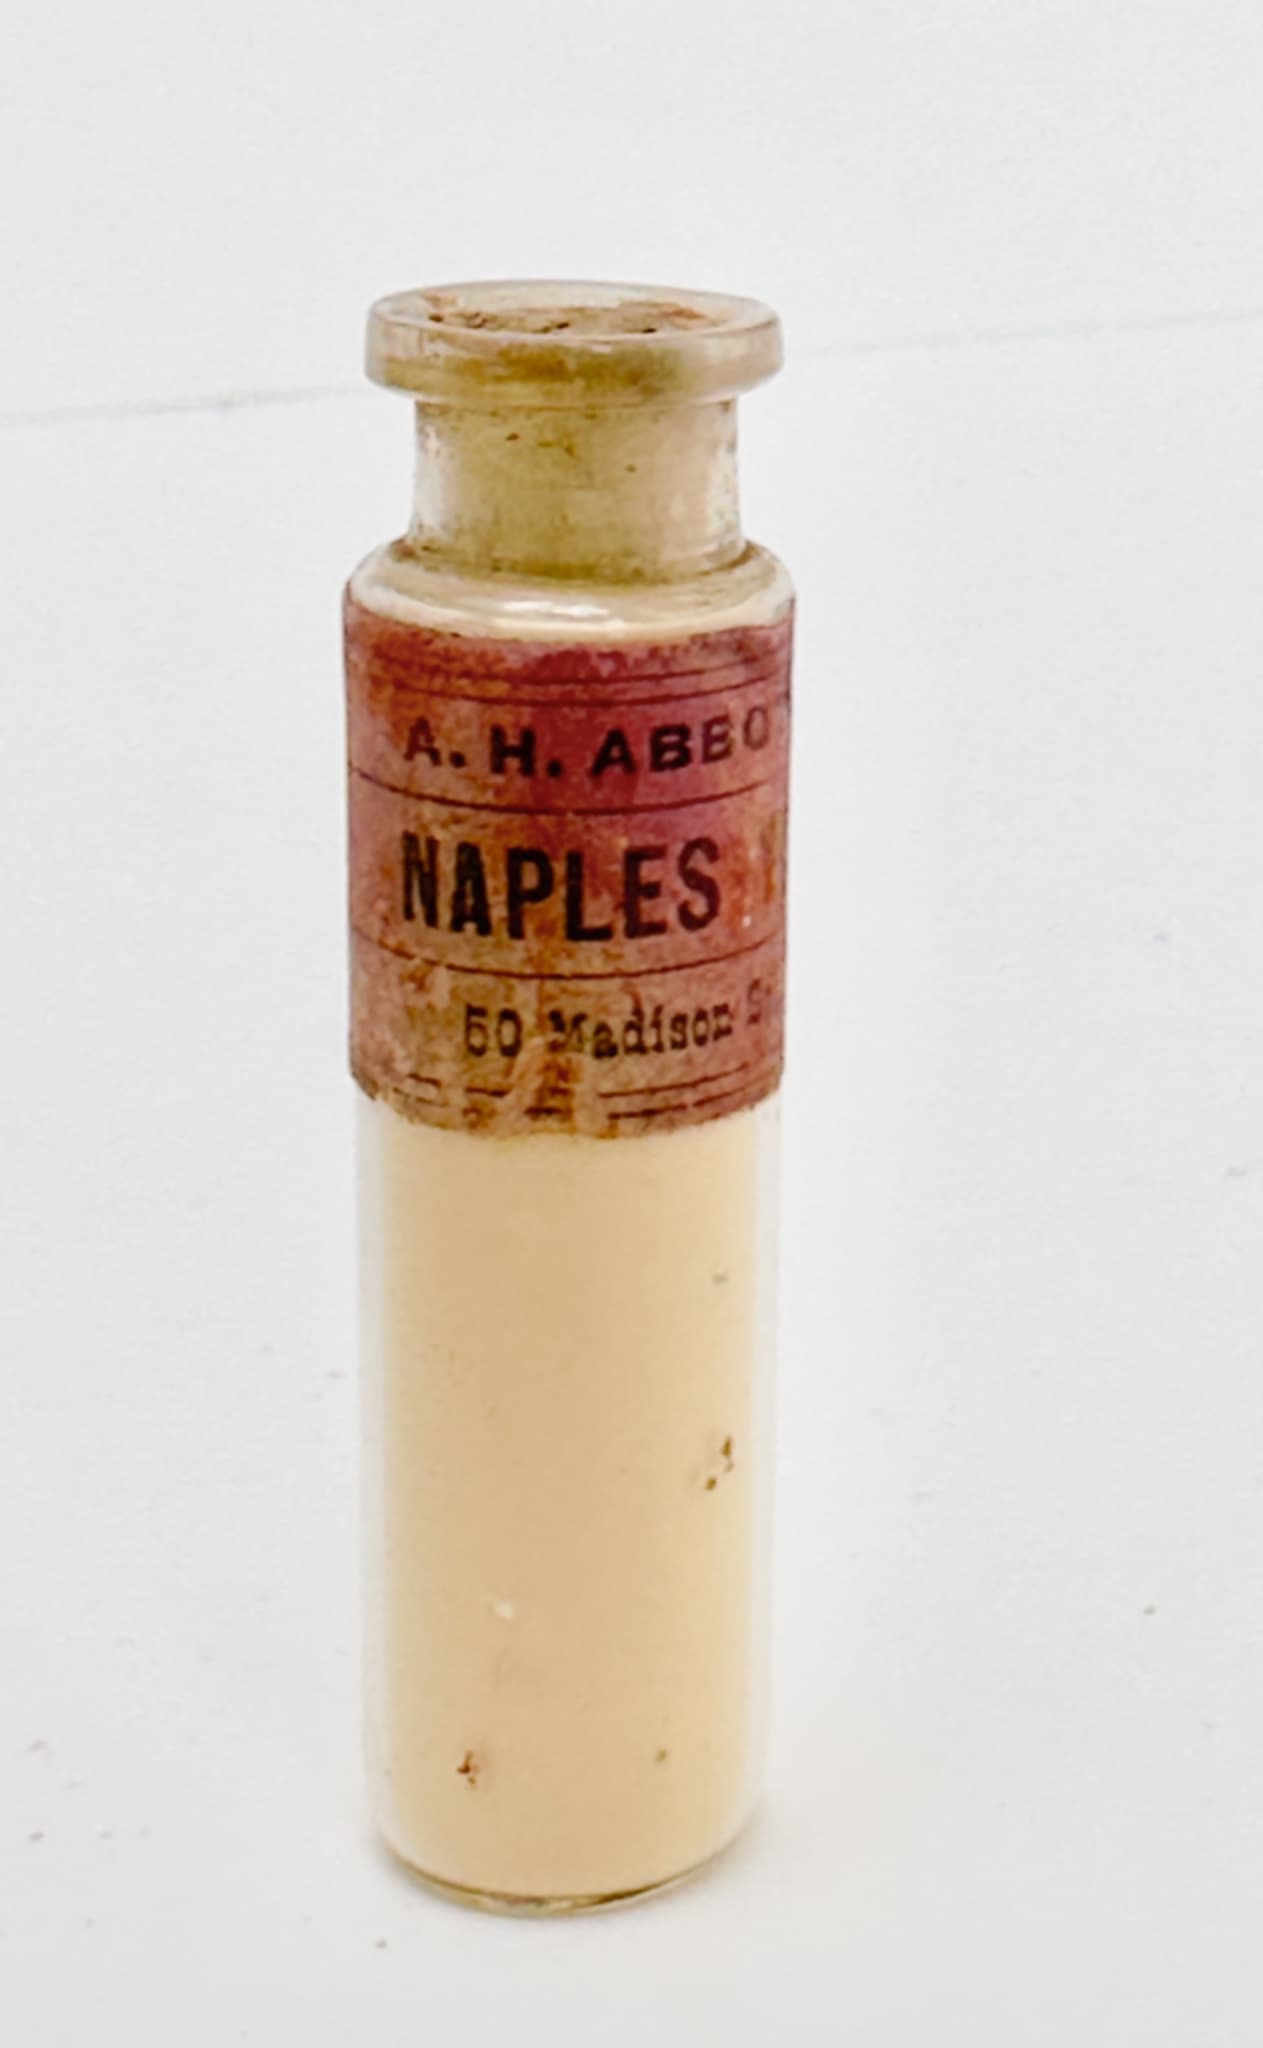 A. H. ABBO
NAPLES
50 Madison S